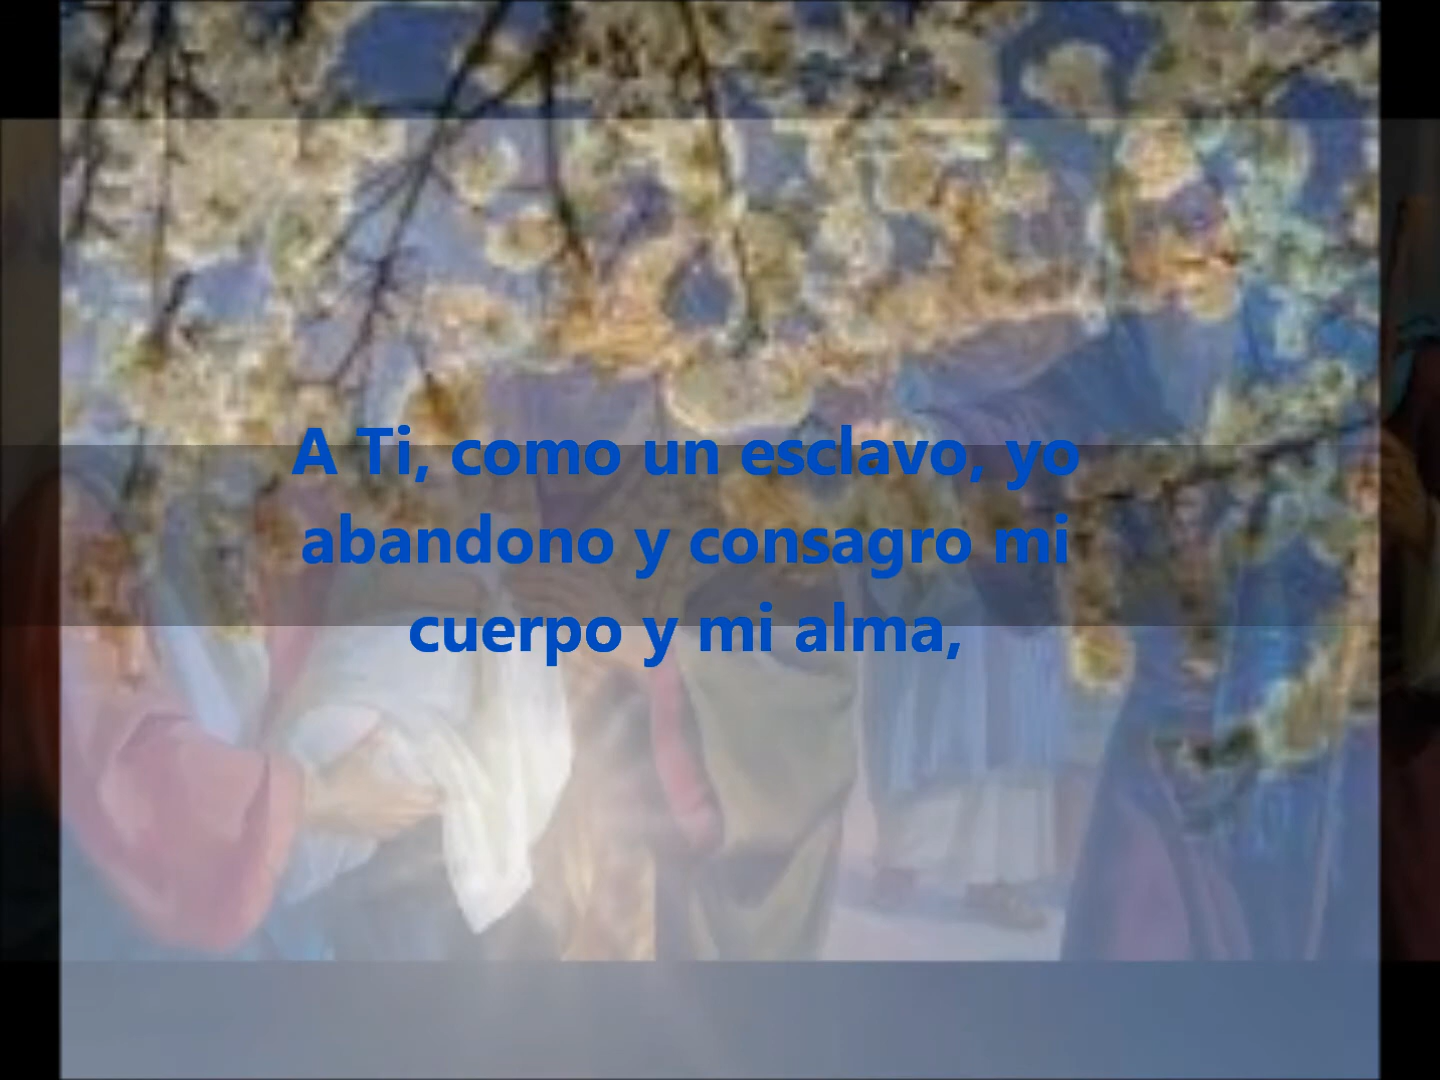 A Ti, como un esclavo, yo
abandono y consagro mi
cuerpo y mi alma,